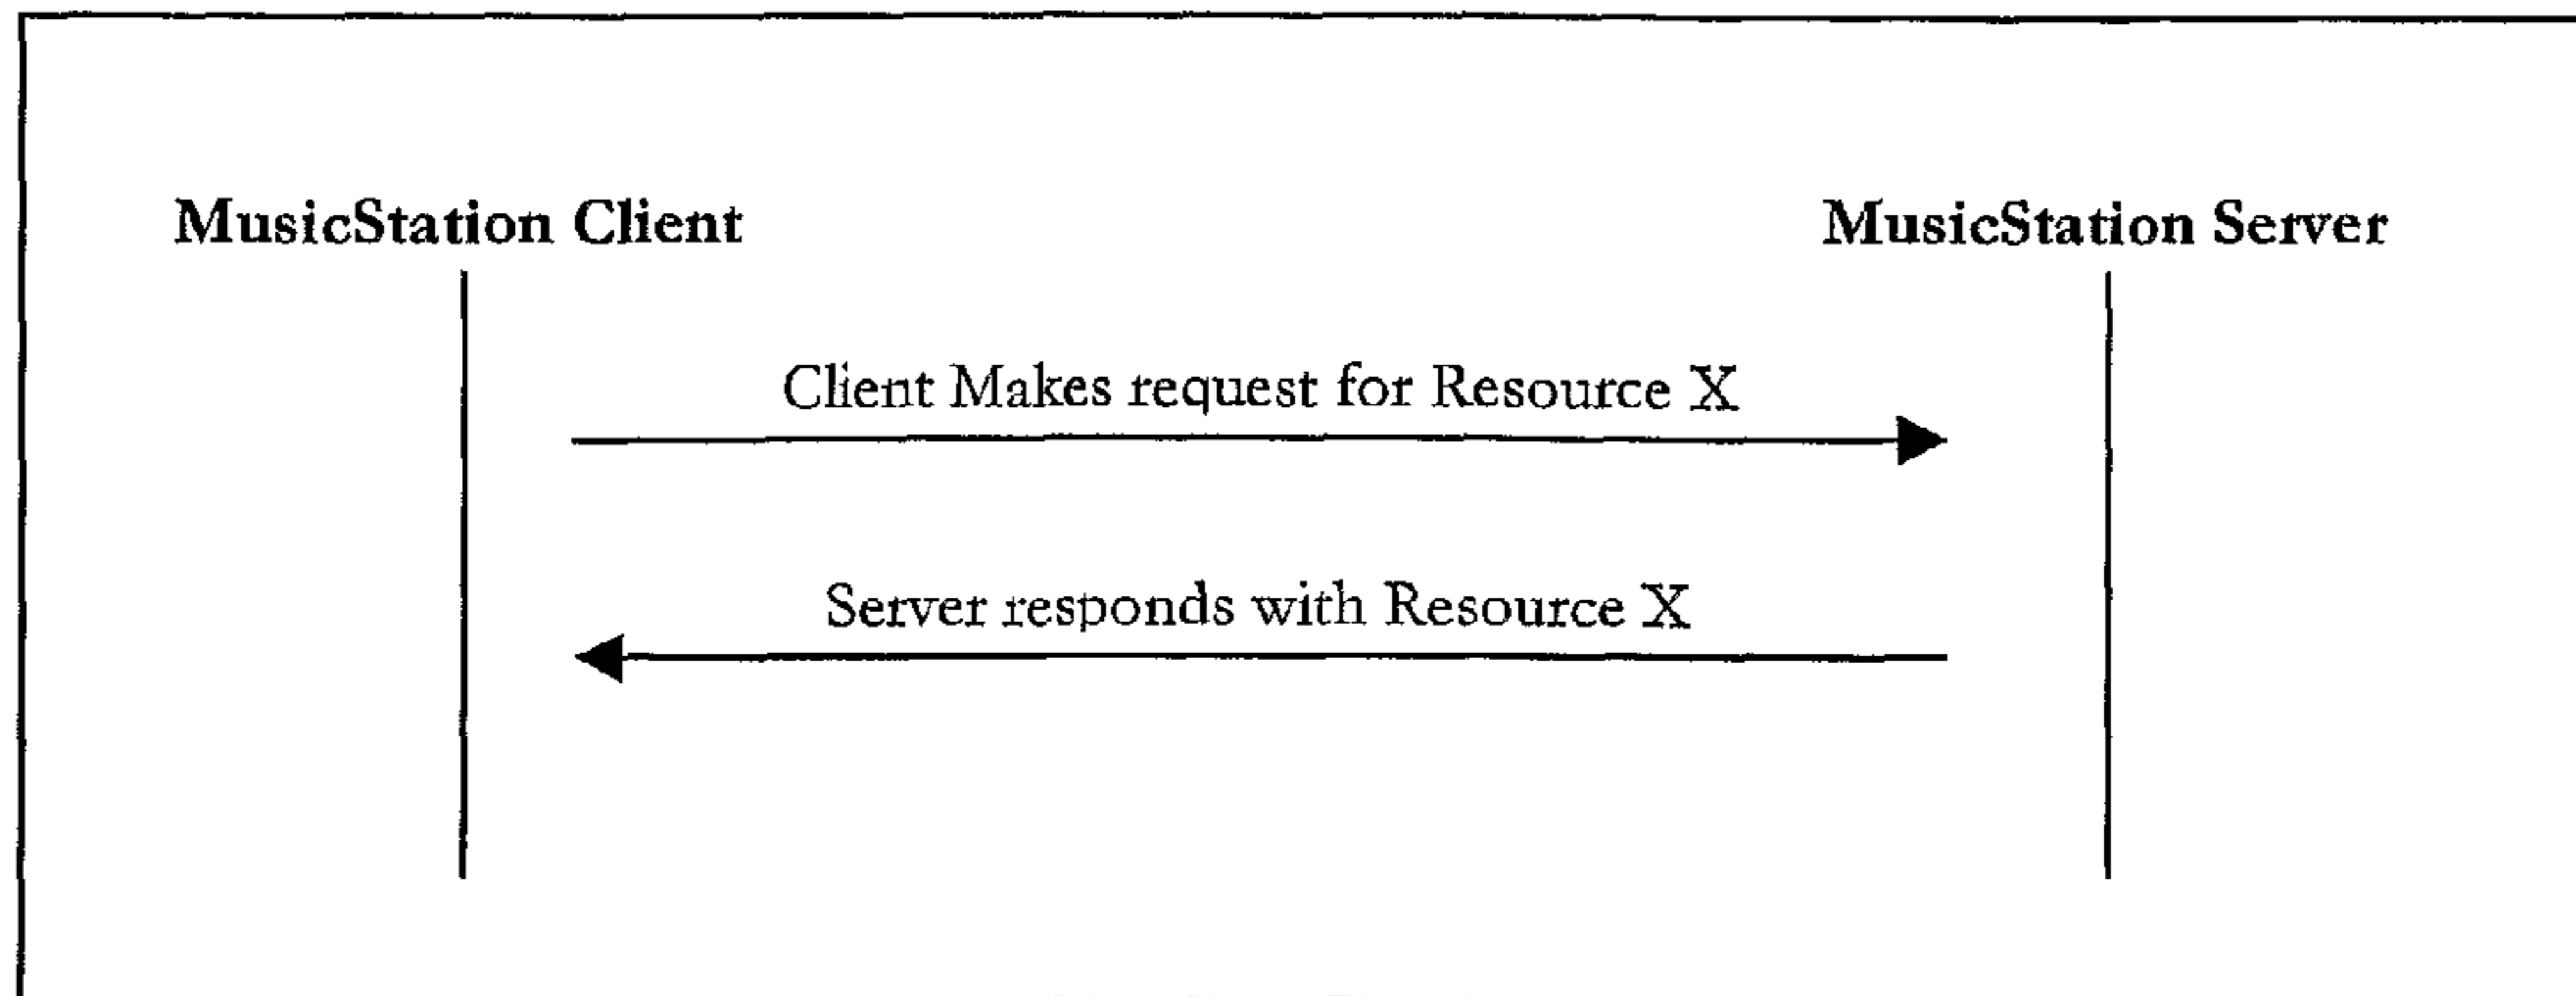 MusicStation Client
MusicStation Server
Client Makes request for Resource X
Server responds with Resource X